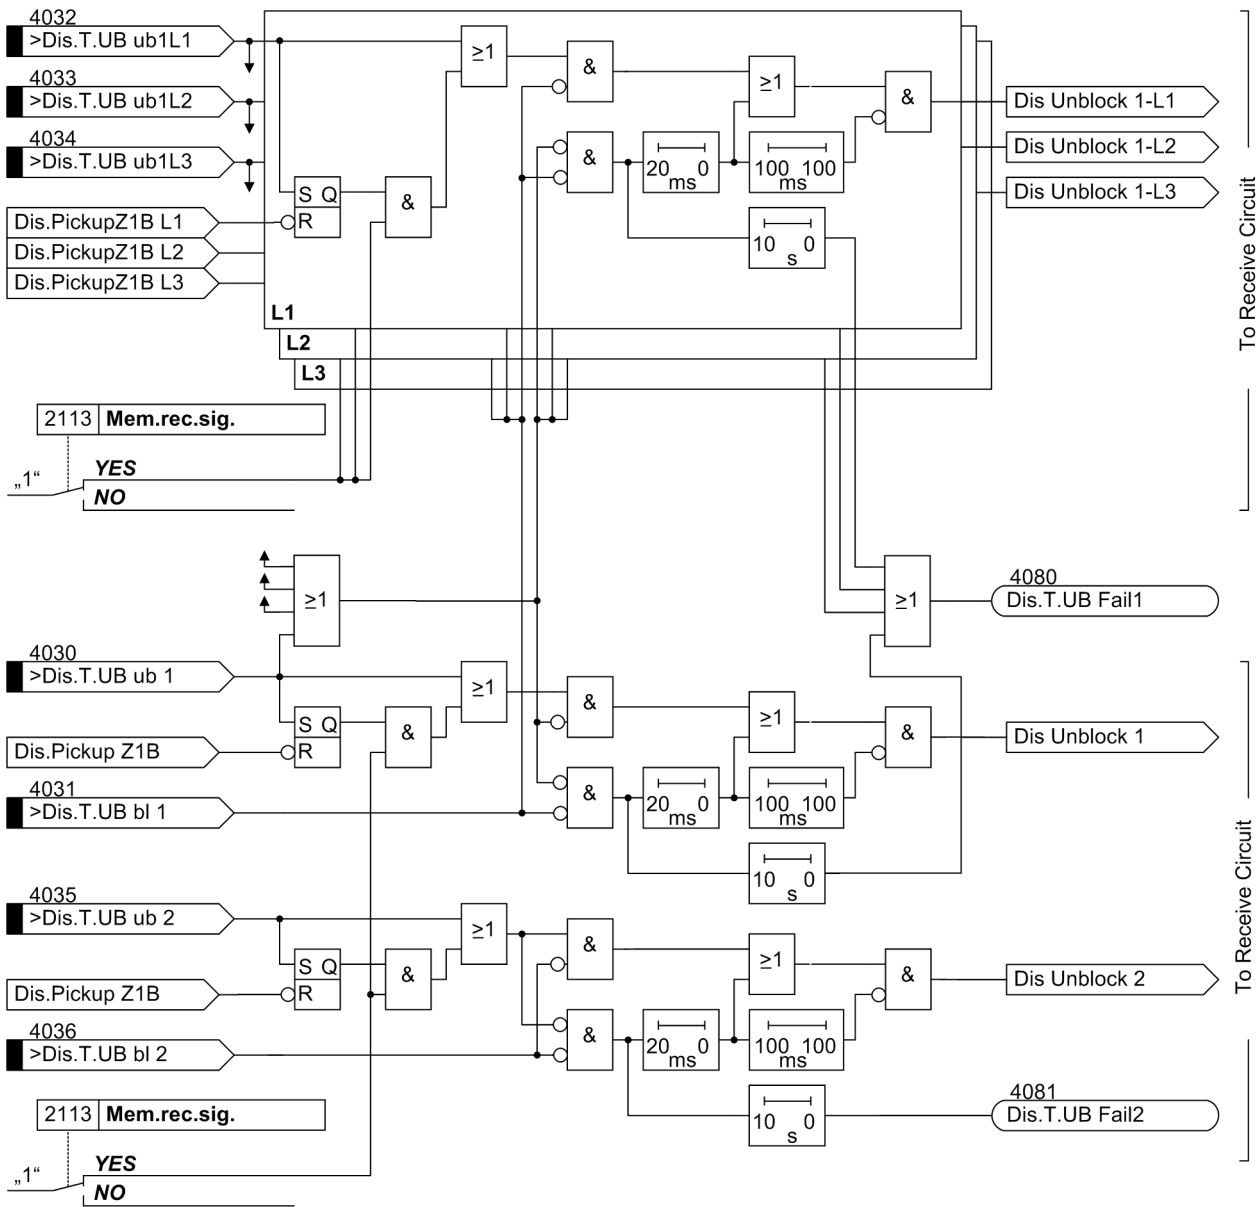 4032
>Dis.T.UB ub1L1
4033
>Dis.T.UB ub1L2
4034
>Dis.T.UB ub1L3
Dis.PickupZ1B L1
Dis.PickupZ1B L2
Dis.PickupZ1B L3
S Q
R
&
≥1
&
&
20 0
ms
≥1
100 100
ms
10 0
s
&
L1
L2
L3
Dis Unblock 1-L1
Dis Unblock 1-L2
Dis Unblock 1-L3
To Receive Circuit
2113 Mem.rec.sig.
„1“
YES
NO
≥1
≥1
4080
Dis.T.UB Fail1
4030
>Dis.T.UB ub 1
Dis.Pickup Z1B
4031
>Dis.T.UB bl 1
S Q
R
&
≥1
&
&
20 0
ms
≥1
100 100
ms
10 0
s
&
Dis Unblock 1
To Receive Circuit
4035
>Dis.T.UB ub 2
Dis.Pickup Z1B
4036
>Dis.T.UB bl 2
S Q
R
&
≥1
&
&
20 0
ms
≥1
100 100
ms
10 0
s
&
Dis Unblock 2
4081
Dis.T.UB Fail2
2113 Mem.rec.sig.
„1“
YES
NO